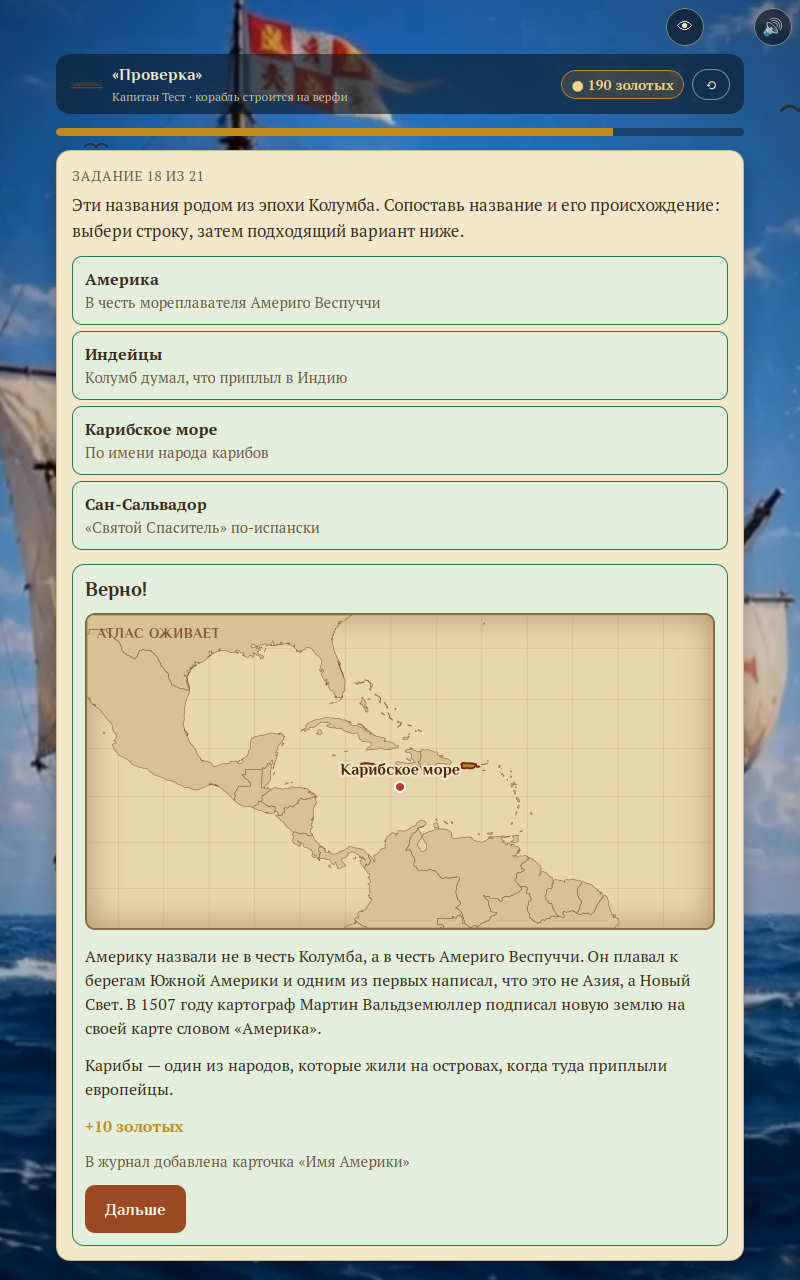 «Проверка»
Капитан Тест · корабль строится на верфи
190 золотых
ЗАДАНИЕ 18 ИЗ 21
Эти названия родом из эпохи Колумба. Сопоставь название и его происхождение:
выбери строку, затем подходящий вариант ниже.
Америка
В честь мореплавателя Америго Веспуччи
Индейцы
Колумб думал, что приплыл в Индию
Карибское море
По имени народа карибов
Сан-Сальвадор
«Святой Спаситель» по-испански
Верно!
АТЛАС ОЖИВАЕТ
Карибское море
Америку назвали не в честь Колумба, а в честь Америго Веспуччи. Он плавал к
берегам Южной Америки и одним из первых написал, что это не Азия, а Новый
Свет. В 1507 году картограф Мартин Вальдземюллер подписал новую землю на
своей карте словом «Америка».
Карибы — один из народов, которые жили на островах, когда туда приплыли
европейцы.
+10 золотых
В журнал добавлена карточка «Имя Америки»
Дальше